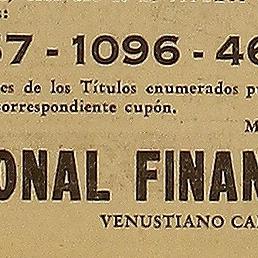 57 - 1096 - 46
es de los Títulos enumerados p
correspondiente cupón.
M
ONAL FINAN
VENUSTIANO CA